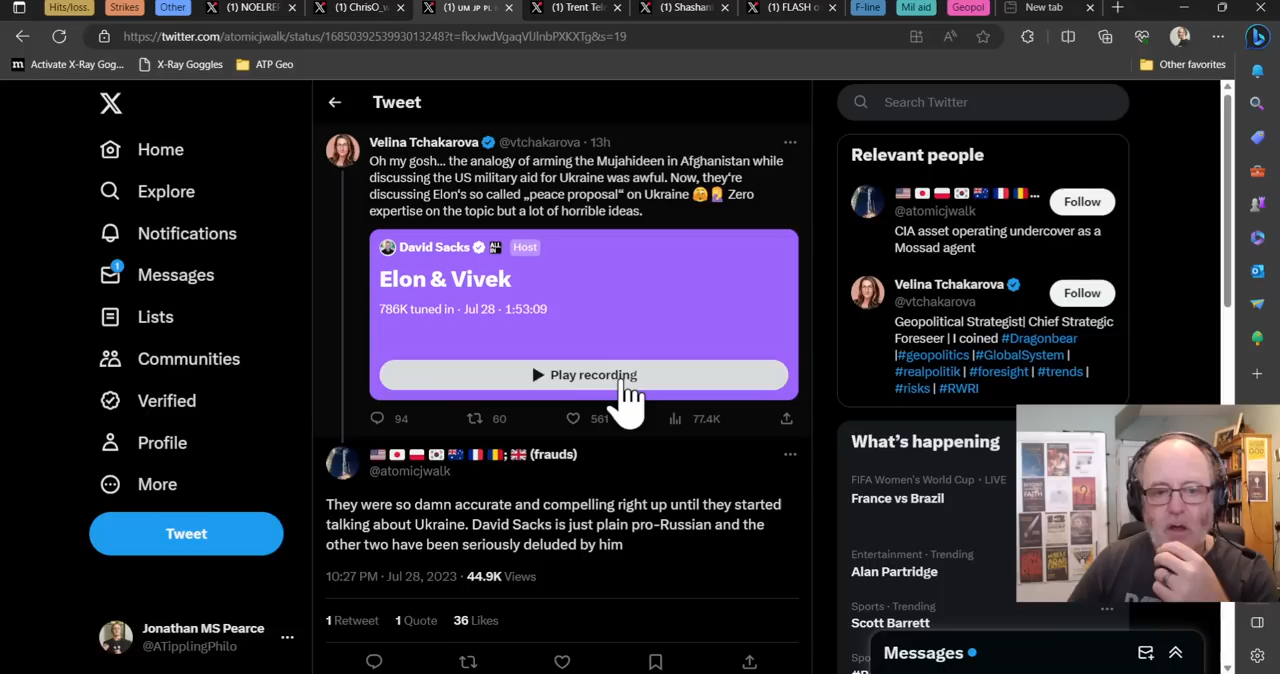 Hits/loss.
Strikes
Other
(1) NOELRE
(1) ChrisO_w
(1) UM JP PL
(1) Trent Tel
(1) Shashan
(1) FLASH
F-line
Mil aid
Geopol
New tab
https://twitter.com/atomicjwalk/status/
Activate X-Ray Gog...
X-Ray Goggles
ATP Geo
Other favorites
X
Home
Explore
Notifications
1
Messages
Lists
Communities
Verified
Profile
More
Tweet
Jonathan MS Pearce
@ATipplingPhilo
Tweet
Velina Tchakarova @vtchakarova · 13h
Oh my gosh... the analogy of arming the Mujahideen in Afghanistan while
discussing the US military aid for Ukraine was awful. Now, they're
discussing Elon's so called „peace proposal“ on Ukraine Zero
expertise on the topic but a lot of horrible ideas.
David Sacks ALL IN Host
Elon & Vivek
786K tuned in · Jul 28 · 1:53:09
Play recording
94
60
561
77.4K
; (frauds)
@atomicjwalk
They were so damn accurate and compelling right up until they started
talking about Ukraine. David Sacks is just plain pro-Russian and the
other two have been seriously deluded by him
10:27 PM · Jul 28, 2023 · 44.9K Views
1 Retweet 1 Quote 36 Likes
Search Twitter
Relevant people
...
@atomicjwalk
Follow
CIA asset operating undercover as a
Mossad agent
Velina Tchakarova
@vtchakarova
Follow
Geopolitical Strategist| Chief Strategic
Foreseer | I coined #Dragonbear
|#geopolitics |#GlobalSystem |
#realpolitik | #foresight | #trends |
#risks | #RWRI
What's happening
FIFA Women's World Cup · LIVE
France vs Brazil
Entertainment · Trending
Alan Partridge
Sports · Trending
Scott Barrett
Messages